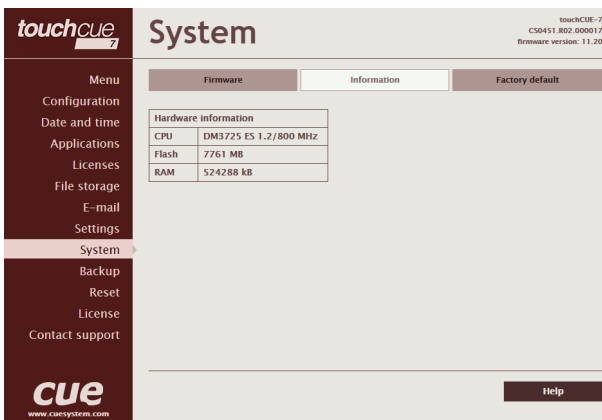 touchcue
7
System
touchCUE-7
CS0451.R02.000017
firmware version: 11.20
Menu
Configuration
Date and time
Applications
Licenses
File storage
E-mail
Settings
System
Backup
Reset
License
Contact support
Firmware
Information
Factory default
Hardware information
CPU DM3725 ES 1.2/800 MHz
Flash 7761 MB
RAM 524288 kB
Help
cue
www.cuesystem.com